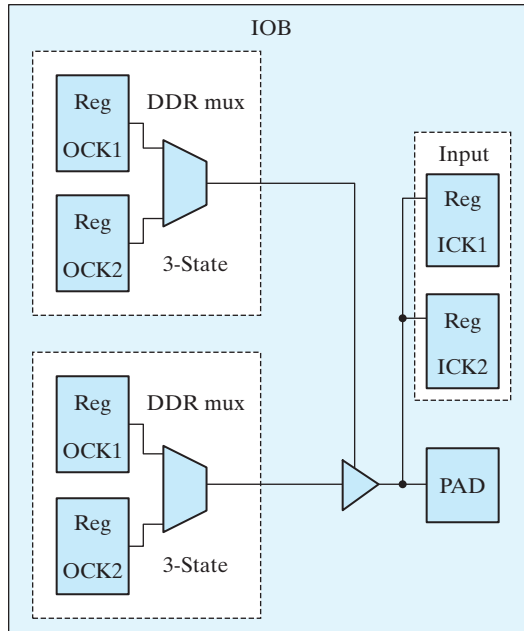 IOB
Reg
OCK1
DDR mux
Reg
OCK2
3-State
Input
Reg
ICK1
Reg
ICK2
Reg
OCK1
DDR mux
Reg
OCK2
3-State
PAD